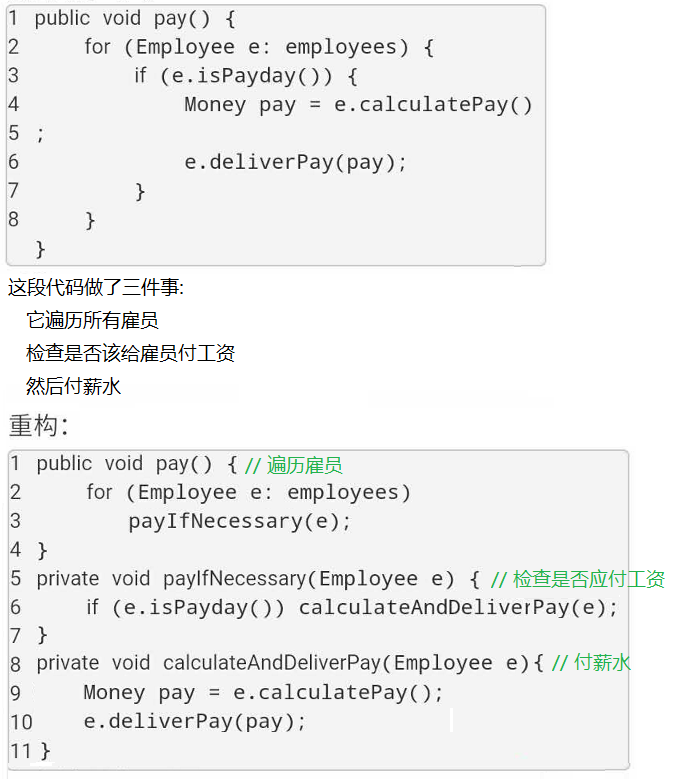 1 public void pay() {
2 for (Employee e: employees) {
3 if (e.isPayday()) {
4 Money pay = e.calculatePay()
5 ;
6 e.deliverPay(pay);
7 }
8 }
}
这段代码做了三件事:
它遍历所有雇员
检查是否该给雇员付工资
然后付薪水
重构：
1 public void pay() { // 遍历雇员
2 for (Employee e: employees)
3 payIfNecessary(e);
4 }
5 private void payIfNecessary(Employee e) { // 检查是否应付工资
6 if (e.isPayday()) calculateAndDeliverPay(e);
7 }
8 private void calculateAndDeliverPay(Employee e){ // 付薪水
9 Money pay = e.calculatePay();
10 e.deliverPay(pay);
11 }